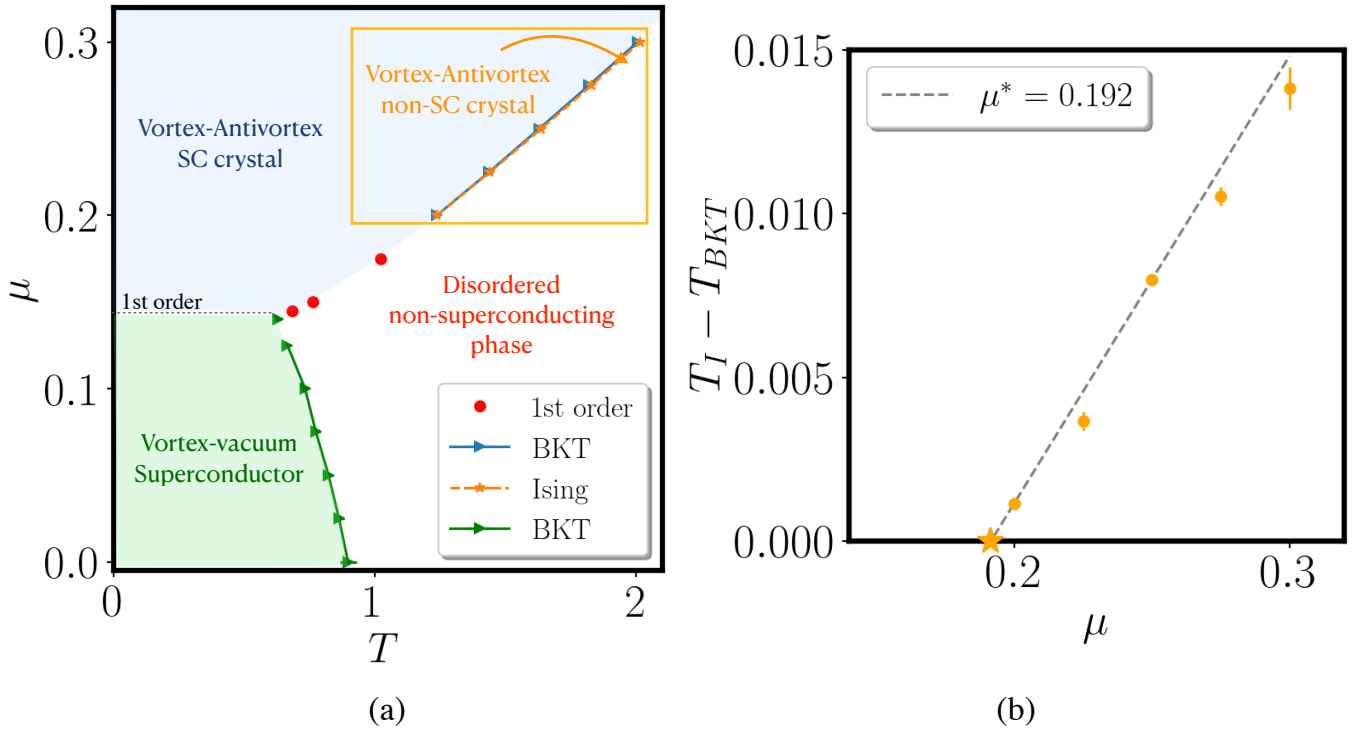 0.3
0.2
0.1
0.0
μ
0
1
2
T
Vortex-Antivortex
SC crystal
Vortex-Antivortex
non-SC crystal
1st order
Disordered
non-superconducting
phase
Vortex-vacuum
Superconductor
1st order
BKT
Ising
BKT
(a)
0.015
0.010
0.005
0.000
T_I − T_{BKT}
μ* = 0.192
0.2
0.3
μ
(b)